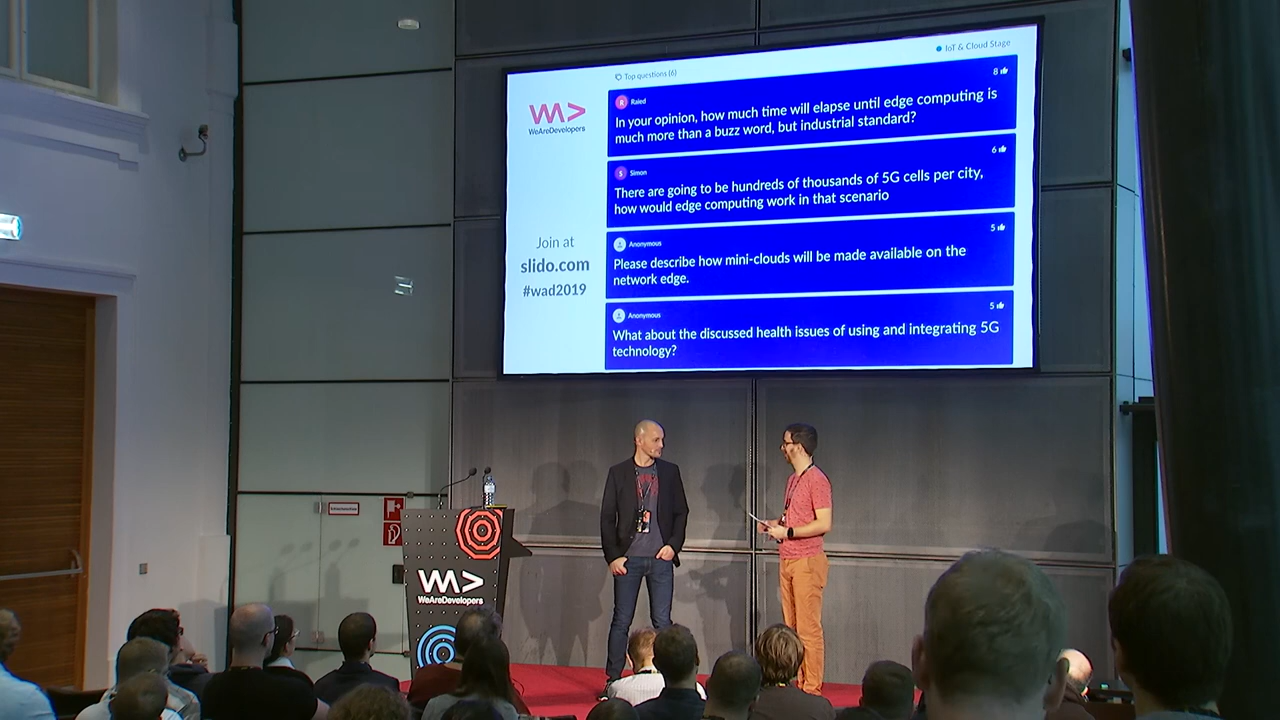 Top questions (6)
IoT & Cloud Stage
WeAreDevelopers
Join at
slido.com
#wad2019
R Raied
8
In your opinion, how much time will elapse until edge computing is
much more than a buzz word, but industrial standard?
S Simon
6
There are going to be hundreds of thousands of 5G cells per city,
how would edge computing work in that scenario
Anonymous
5
Please describe how mini-clouds will be made available on the
network edge.
Anonymous
5
What about the discussed health issues of using and integrating 5G
technology?
WeAreDevelopers